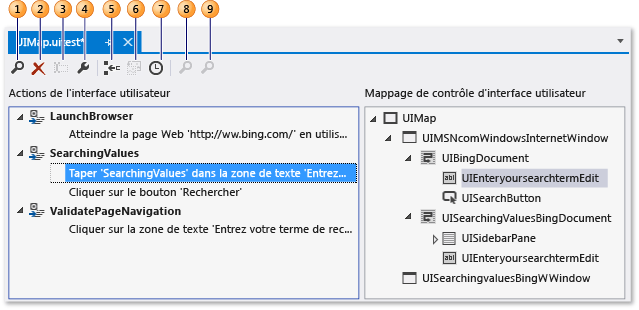 1 2 3 4 5 6 7 8 9
UIMap.uitest*
Actions de l'interface utilisateur
LaunchBrowser
Atteindre la page Web 'http://ww.bing.com/' en utilis...
SearchingValues
Taper 'SearchingValues' dans la zone de texte 'Entrez...
Cliquer sur le bouton 'Rechercher'
ValidatePageNavigation
Cliquer sur la zone de texte 'Entrez votre terme de rec...
Mappage de contrôle d'interface utilisateur
UIMap
UIMSNcomWindowsInternetWindow
UIBingDocument
UIEnteryoursearchtermEdit
UISearchButton
UISearchingValuesBingDocument
UISidebarPane
UIEnteryoursearchtermEdit
UISearchingvaluesBingWWindow